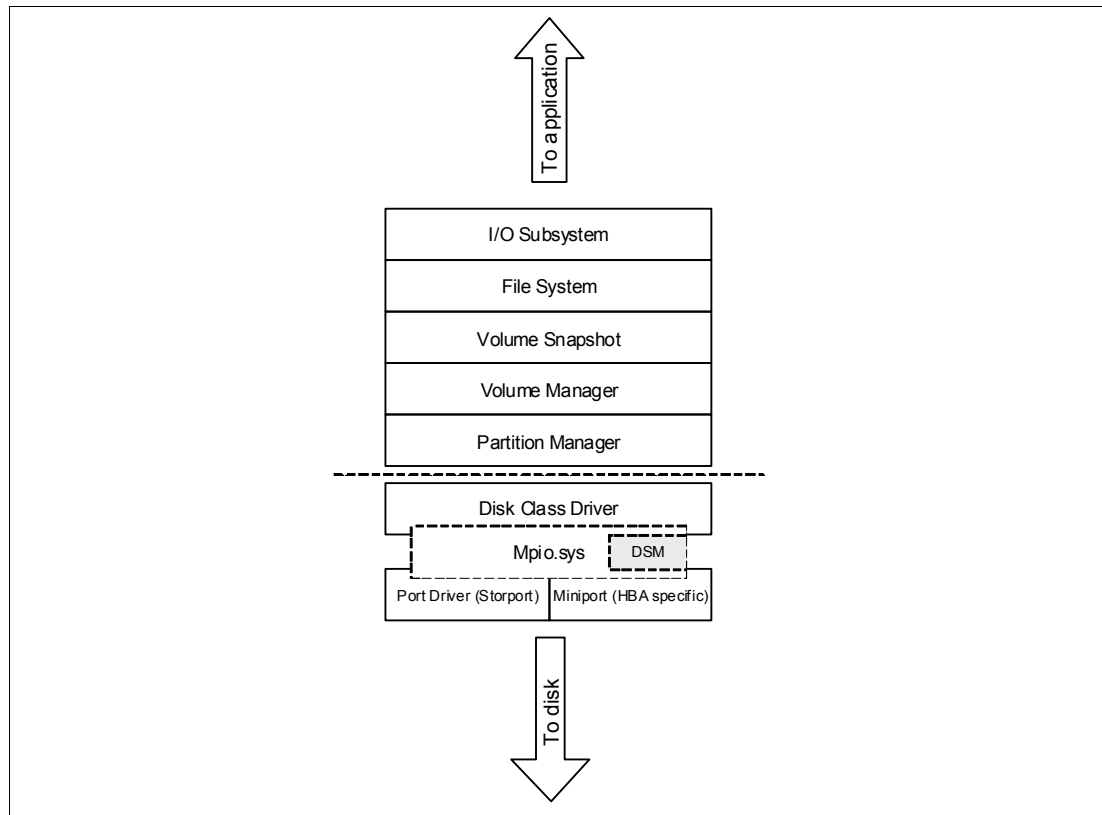 To application
I/O Subsystem
File System
Volume Snapshot
Volume Manager
Partition Manager
Disk Class Driver
Mpio.sys
DSM
Port Driver (Storport)
Miniport (HBA specific)
To disk